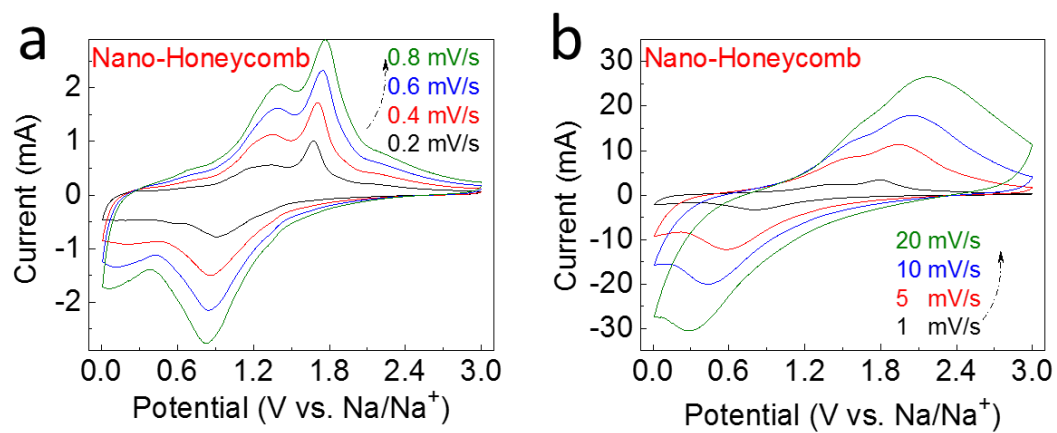 a
Nano-Honeycomb
0.8 mV/s
0.6 mV/s
0.4 mV/s
0.2 mV/s
2
1
0
-1
-2
Current (mA)
0.0 0.6 1.2 1.8 2.4 3.0
Potential (V vs. Na/Na⁺)
b
Nano-Honeycomb
30
20
10
0
-10
-20
-30
Current (mA)
20 mV/s
10 mV/s
5 mV/s
1 mV/s
0.0 0.6 1.2 1.8 2.4 3.0
Potential (V vs. Na/Na⁺)